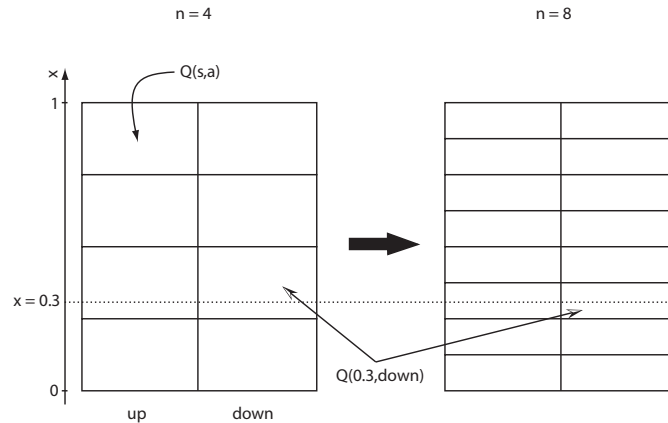 n = 4
n = 8
x
Q(s,a)
1
x = 0.3
Q(0.3,down)
0
up
down